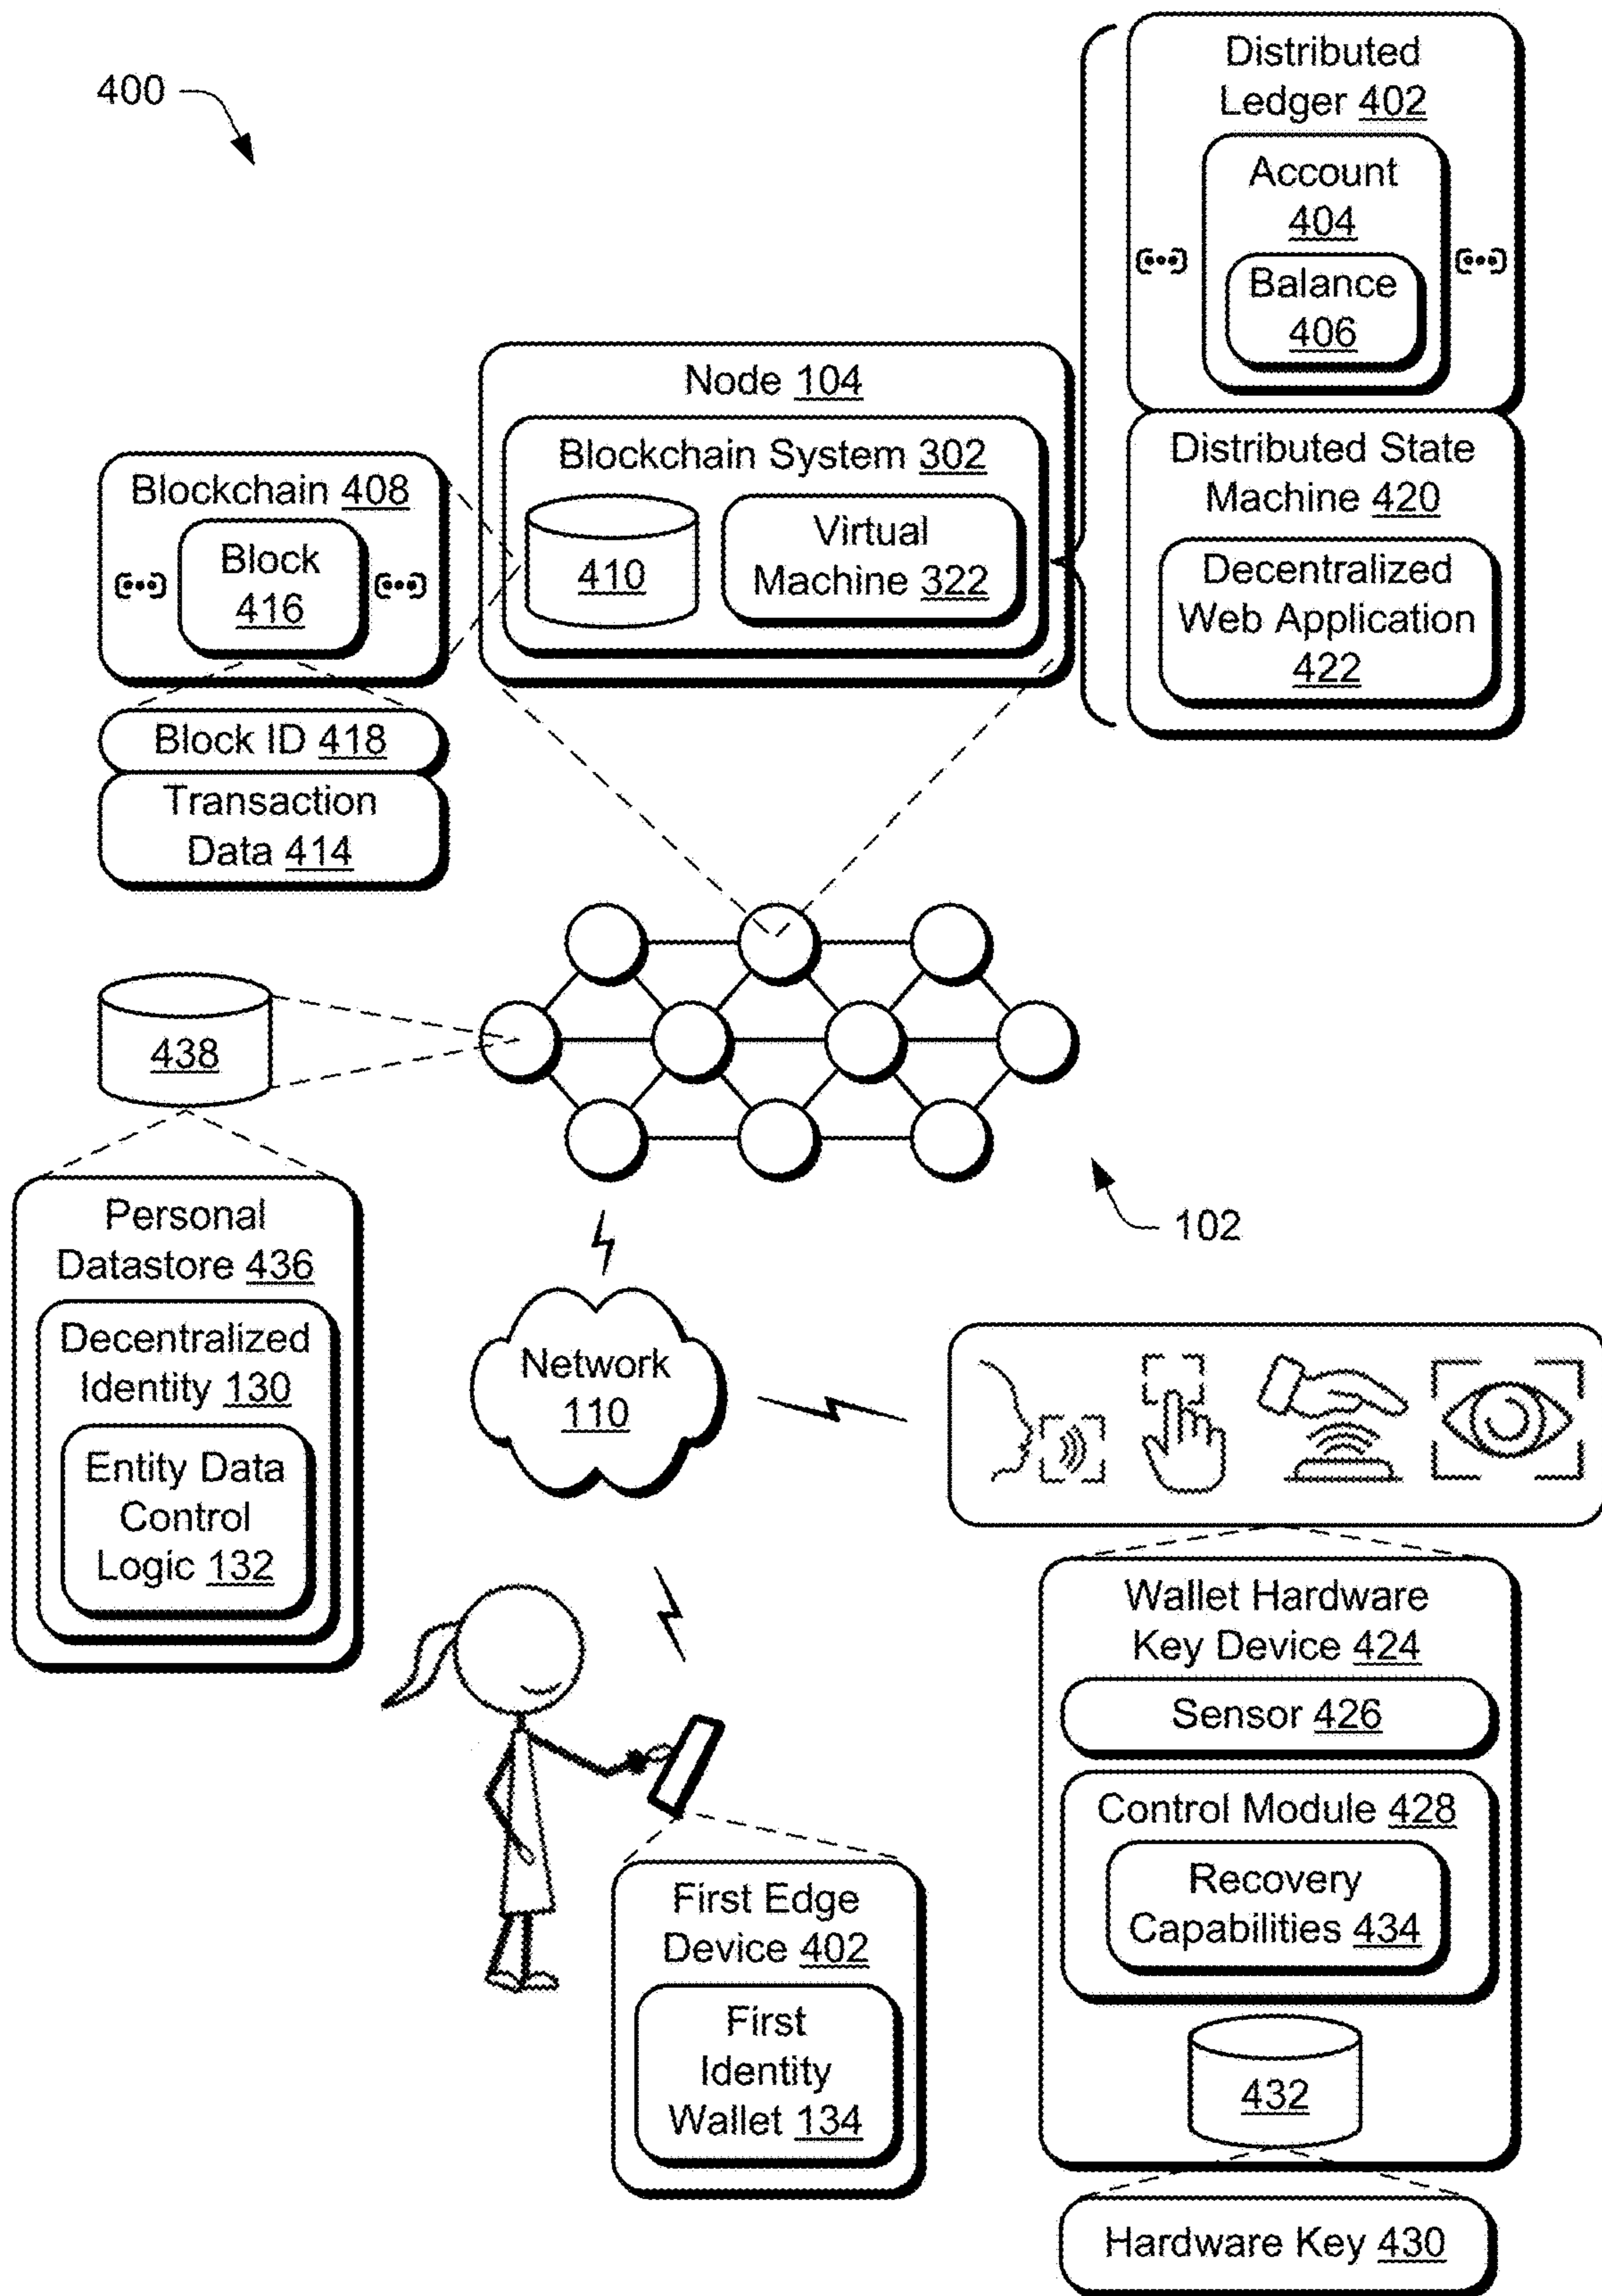 400
Distributed
Ledger 402
Account
404
Balance
406
Node 104
Blockchain System 302
410
Virtual
Machine 322
Distributed State
Machine 420
Decentralized
Web Application
422
Blockchain 408
Block
416
Block ID 418
Transaction
Data 414
438
102
Personal
Datastore 436
Decentralized
Identity 130
Entity Data
Control
Logic 132
Network
110
Wallet Hardware
Key Device 424
Sensor 426
Control Module 428
Recovery
Capabilities 434
432
Hardware Key 430
First Edge
Device 402
First
Identity
Wallet 134